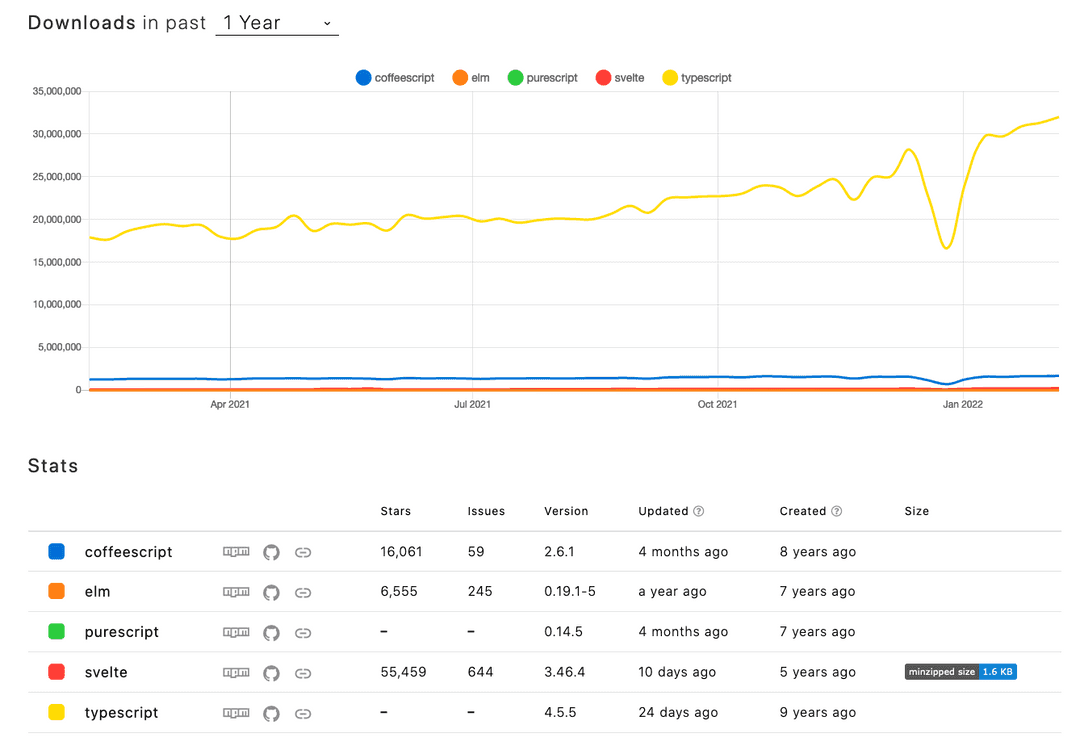 Downloads in past 1 Year
coffeescript elm purescript svelte typescript
35,000,000
30,000,000
25,000,000
20,000,000
15,000,000
10,000,000
5,000,000
0
Apr 2021 Jul 2021 Oct 2021 Jan 2022
Stats
Stars Issues Version Updated ? Created ? Size
coffeescript npm 16,061 59 2.6.1 4 months ago 8 years ago
elm npm 6,555 245 0.19.1-5 a year ago 7 years ago
purescript npm – – 0.14.5 4 months ago 7 years ago
svelte npm 55,459 644 3.46.4 10 days ago 5 years ago minzipped size 1.6 KB
typescript npm – – 4.5.5 24 days ago 9 years ago